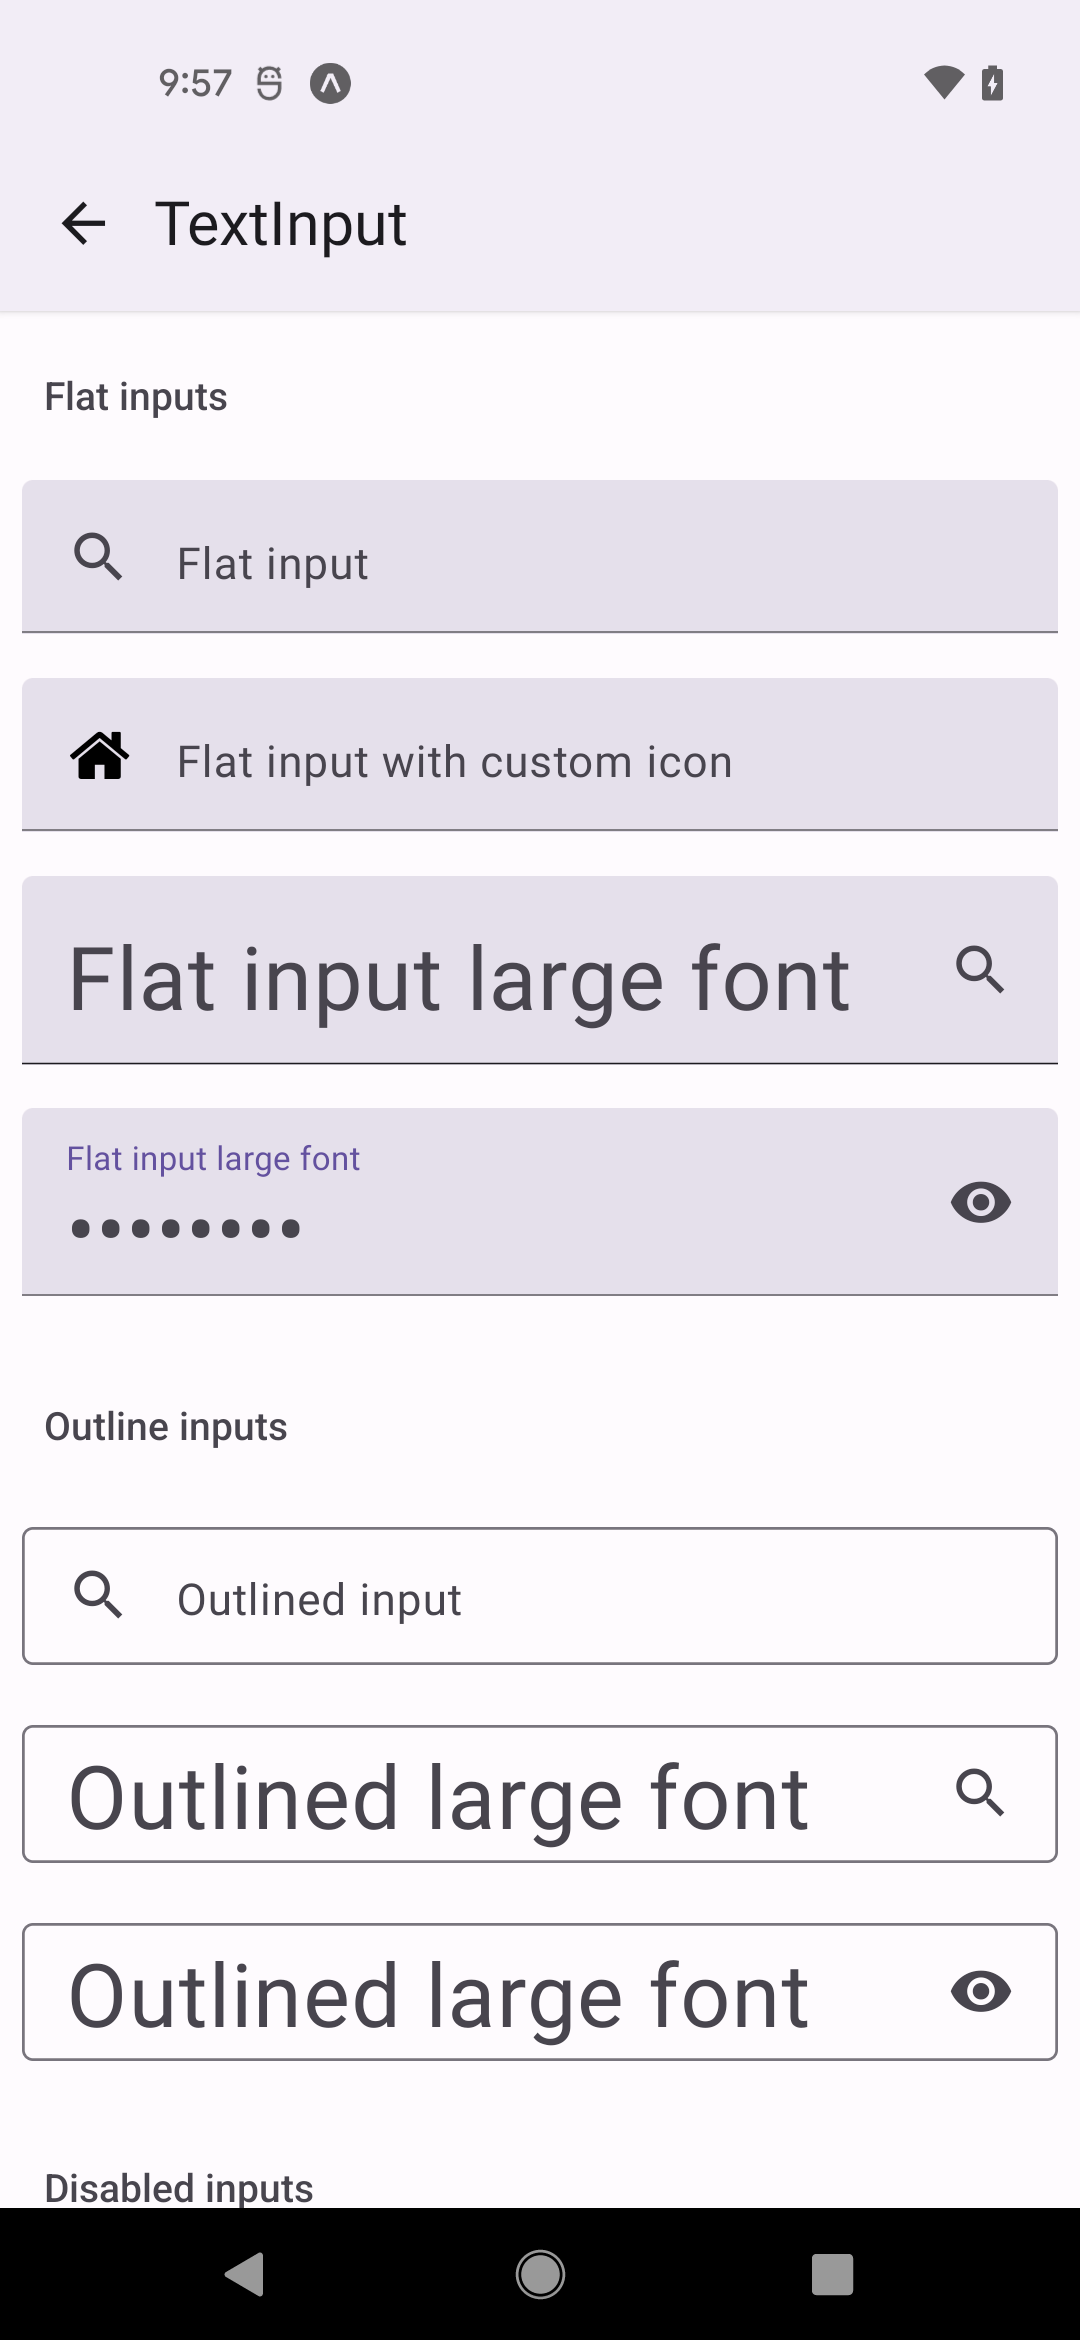 9:57
TextInput
Flat inputs
Flat input
Flat input with custom icon
Flat input large font
Flat input large font
••••••••
Outline inputs
Outlined input
Outlined large font
Outlined large font
Disabled inputs